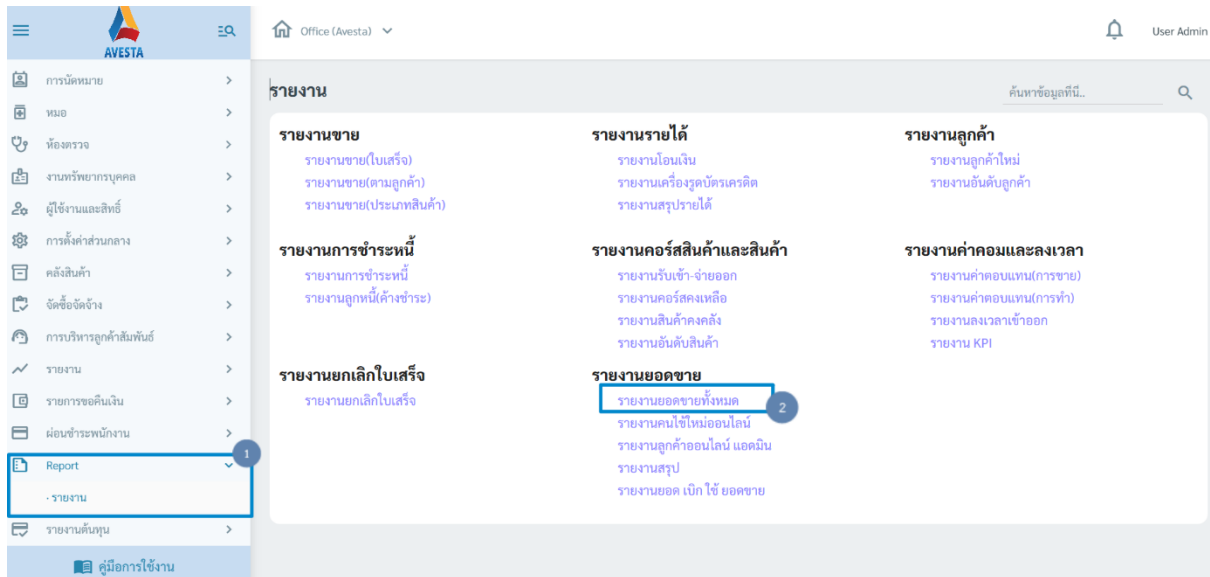 AVESTA
Office (Avesta)
User Admin
การนัดหมาย
หมอ
ห้องตรวจ
งานทรัพยากรบุคคล
ผู้ใช้งานและสิทธิ์
การตั้งค่าส่วนกลาง
คลังสินค้า
จัดซื้อจัดจ้าง
การบริหารลูกค้าสัมพันธ์
รายงาน
รายการขอคืนเงิน
ผ่อนชำระพนักงาน
1
Report
· รายงาน
รายงานต้นทุน
คู่มือการใช้งาน
รายงาน
ค้นหาข้อมูลที่นี่..
รายงานขาย
รายงานขาย(ใบเสร็จ)
รายงานขาย(ตามลูกค้า)
รายงานขาย(ประเภทสินค้า)
รายงานรายได้
รายงานโอนเงิน
รายงานเครื่องรูดบัตรเครดิต
รายงานสรุปรายได้
รายงานลูกค้า
รายงานลูกค้าใหม่
รายงานอันดับลูกค้า
รายงานการชำระหนี้
รายงานการชำระหนี้
รายงานลูกหนี้(ค้างชำระ)
รายงานคอร์สสินค้าและสินค้า
รายงานรับเข้า-จ่ายออก
รายงานคอร์สคงเหลือ
รายงานสินค้าคงคลัง
รายงานอันดับสินค้า
รายงานค่าคอมและลงเวลา
รายงานค่าตอบแทน(การขาย)
รายงานค่าตอบแทน(การทำ)
รายงานลงเวลาเข้าออก
รายงาน KPI
รายงานยกเลิกใบเสร็จ
รายงานยกเลิกใบเสร็จ
รายงานยอดขาย
รายงานยอดขายทั้งหมด
2
รายงานคนไข้ใหม่ออนไลน์
รายงานลูกค้าออนไลน์ แอดมิน
รายงานสรุป
รายงานยอด เบิก ใช้ ยอดขาย